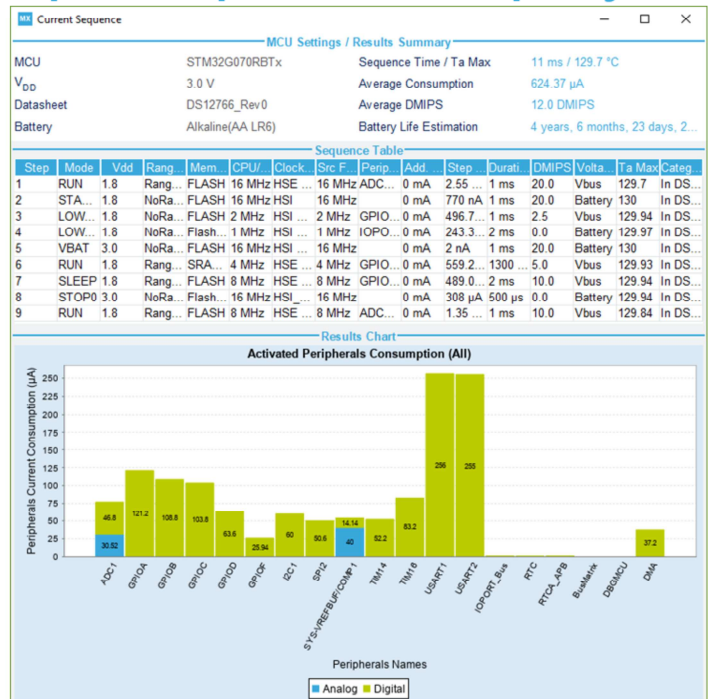 MX Current Sequence
MCU Settings / Results Summary
MCU STM32G070RBTx Sequence Time / Ta Max 11 ms / 129.7 °C
VDD 3.0 V Average Consumption 624.37 µA
Datasheet DS12766_Rev0 Average DMIPS 12.0 DMIPS
Battery Alkaline(AA LR6) Battery Life Estimation 4 years, 6 months, 23 days, 2...
Sequence Table
Step Mode Vdd Rang... Mem... CPU/... Clock... Src F... Perip... Add. ... Step ... Durati... DMIPS Volta... Ta Max Categ...
1 RUN 1.8 Rang... FLASH 16 MHz HSE ... 16 MHz ADC... 0 mA 2.55 ... 1 ms 20.0 Vbus 129.7 In DS...
2 STA... 1.8 NoRa... FLASH 16 MHz HSI 16 MHz 0 mA 770 nA 1 ms 20.0 Battery 130 In DS...
3 LOW... 1.8 NoRa... FLASH 2 MHz HSI ... 2 MHz GPIO... 0 mA 496.7... 1 ms 2.5 Vbus 129.94 In DS...
4 LOW... 1.8 NoRa... Flash... 1 MHz HSI ... 1 MHz IOPO... 0 mA 243.3... 2 ms 0.0 Battery 129.97 In DS...
5 VBAT 3.0 NoRa... FLASH 16 MHz HSI ... 16 MHz 0 mA 2 nA 1 ms 20.0 Battery 130 In DS...
6 RUN 1.8 Rang... SRA... 4 MHz HSE ... 4 MHz GPIO... 0 mA 559.2... 1300 ... 5.0 Vbus 129.93 In DS...
7 SLEEP 1.8 Rang... FLASH 8 MHz HSE ... 8 MHz GPIO... 0 mA 489.0... 2 ms 10.0 Vbus 129.94 In DS...
8 STOP0 3.0 NoRa... Flash... 16 MHz HSI_... 16 MHz 0 mA 308 µA 500 µs 0.0 Battery 129.94 In DS...
9 RUN 1.8 Rang... FLASH 8 MHz HSE ... 8 MHz ADC... 0 mA 1.35 ... 1 ms 10.0 Vbus 129.84 In DS...
Results Chart
Activated Peripherals Consumption (All)
Peripherals Current Consumption (µA)
250
225
200
175
150
125
100
75
50
25
0
46.8
30.52
121.2
108.8
103.8
63.6
25.94
60
50.6
14.14
40
52.2
83.2
256
255
37.2
ADC1
GPIOA
GPIOB
GPIOC
GPIOD
GPIOF
I2C1
SPI2
SYS-VREFBUF/COMP1
TIM14
TIM16
USART1
USART2
IOPORT_Bus
RTC
RTCA_APB
BusMatrix
DBGMCU
DMA
Peripherals Names
Analog Digital